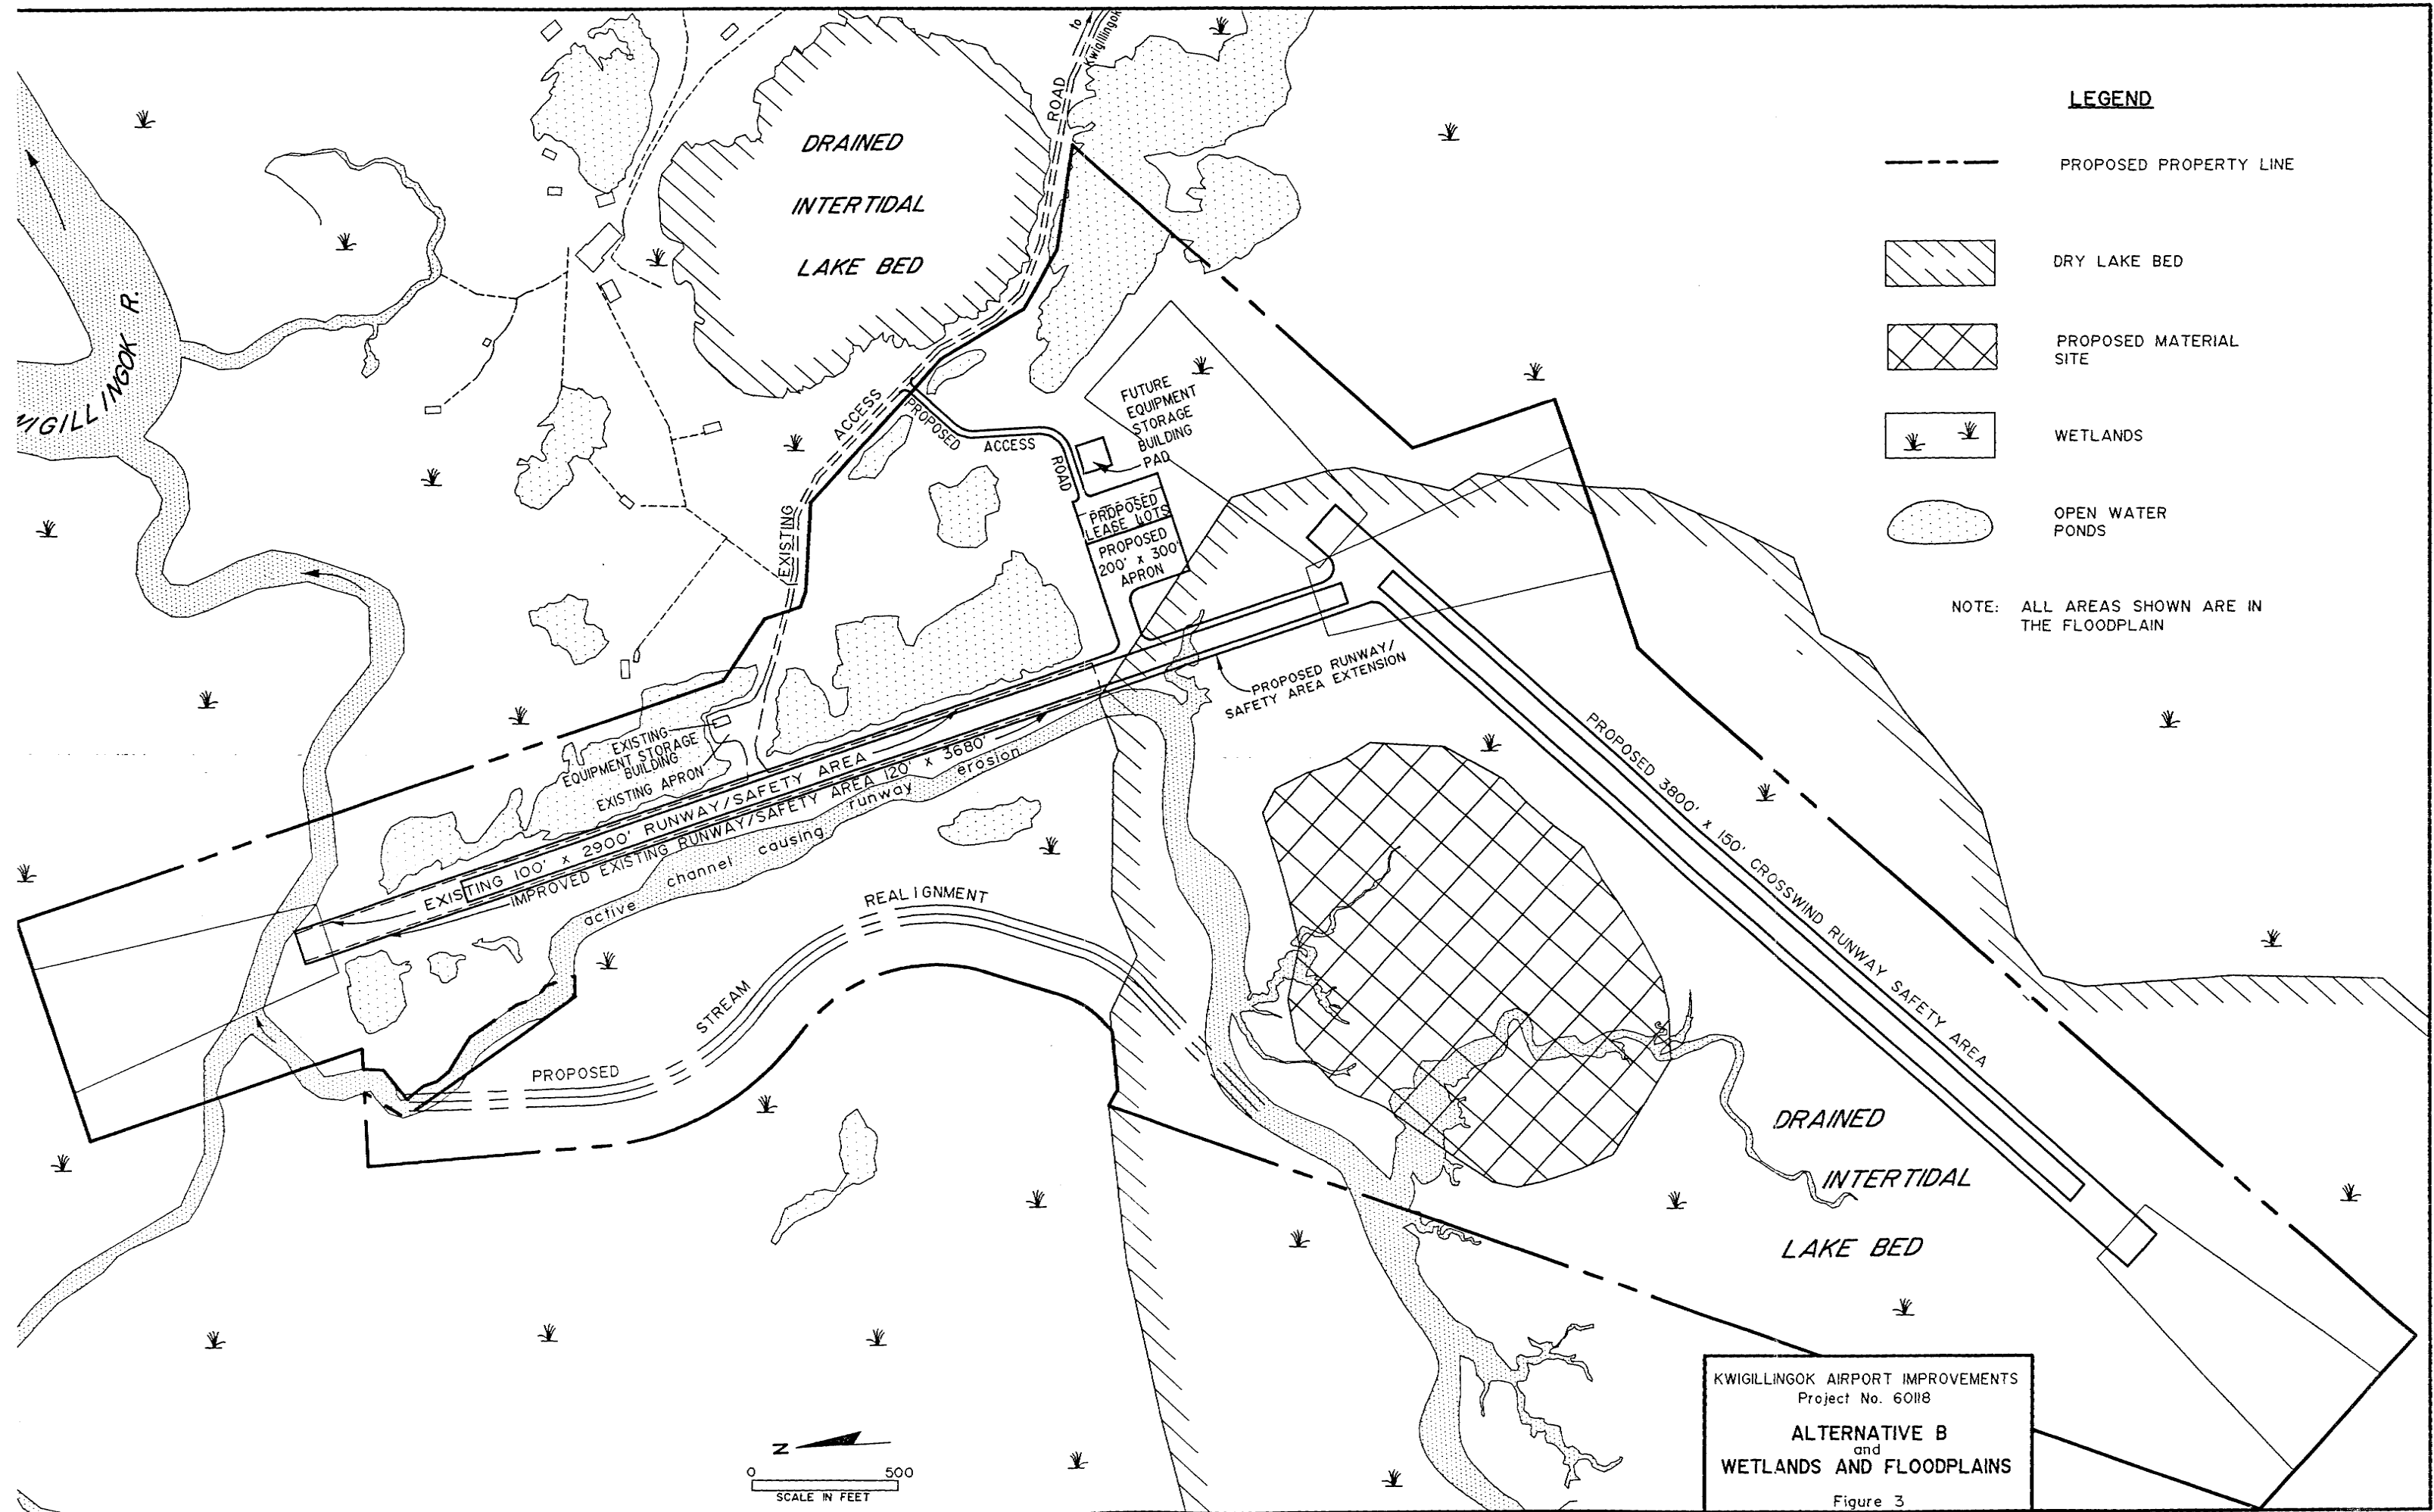 to
Kwigillingok
ROAD
LEGEND
PROPOSED PROPERTY LINE
DRY LAKE BED
PROPOSED MATERIAL
SITE
WETLANDS
OPEN WATER
PONDS
NOTE: ALL AREAS SHOWN ARE IN
THE FLOODPLAIN
DRAINED
INTERTIDAL
LAKE BED
WIGILLINGOK R.
ACCESS
EXISTING
PROPOSED
ACCESS
ROAD
FUTURE
EQUIPMENT
STORAGE
BUILDING
PAD
PROPOSED
LEASE LOTS
PROPOSED
200' x 300'
APRON
PROPOSED RUNWAY/
SAFETY AREA EXTENSION
EXISTING
EQUIPMENT STORAGE
BUILDING
EXISTING APRON
EXISTING 100' x 2900' RUNWAY/SAFETY AREA
IMPROVED EXISTING RUNWAY/SAFETY AREA 120' x 3680'
active channel causing runway erosion
PROPOSED STREAM REALIGNMENT
PROPOSED 3800' x 150' CROSSWIND RUNWAY SAFETY AREA
DRAINED
INTERTIDAL
LAKE BED
N
0 500
SCALE IN FEET
KWIGILLINGOK AIRPORT IMPROVEMENTS
Project No. 60118
ALTERNATIVE B
and
WETLANDS AND FLOODPLAINS
Figure 3